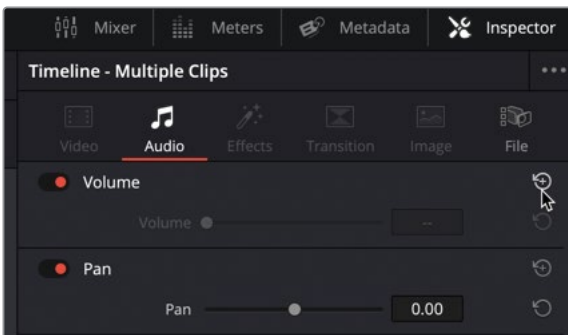 Mixer Meters Metadata Inspector
Timeline - Multiple Clips
Video Audio Effects Transition Image File
Volume
Volume --
Pan
Pan 0.00